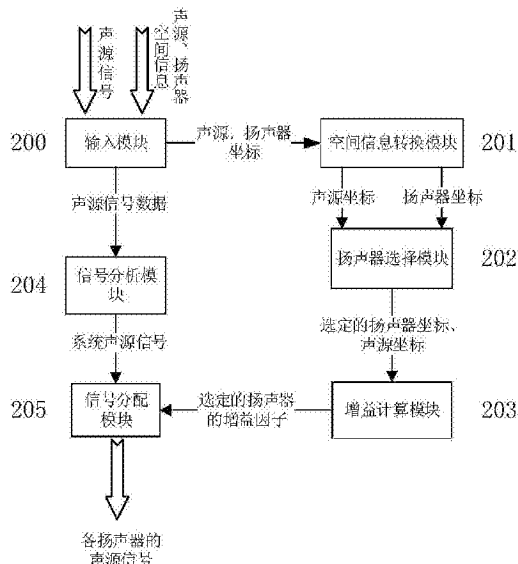 声源信号
声源、扬声器
空间信息
200
输入模块
声源、扬声器
坐标
空间信息转换模块
201
声源信号数据
声源坐标
扬声器坐标
204
信号分析模
块
扬声器选择模块
202
系统声源信号
选定的扬声器坐标、
声源坐标
205
信号分配
模块
选定的扬声器
的增益因子
增益计算模块
203
各扬声器的
声源信号